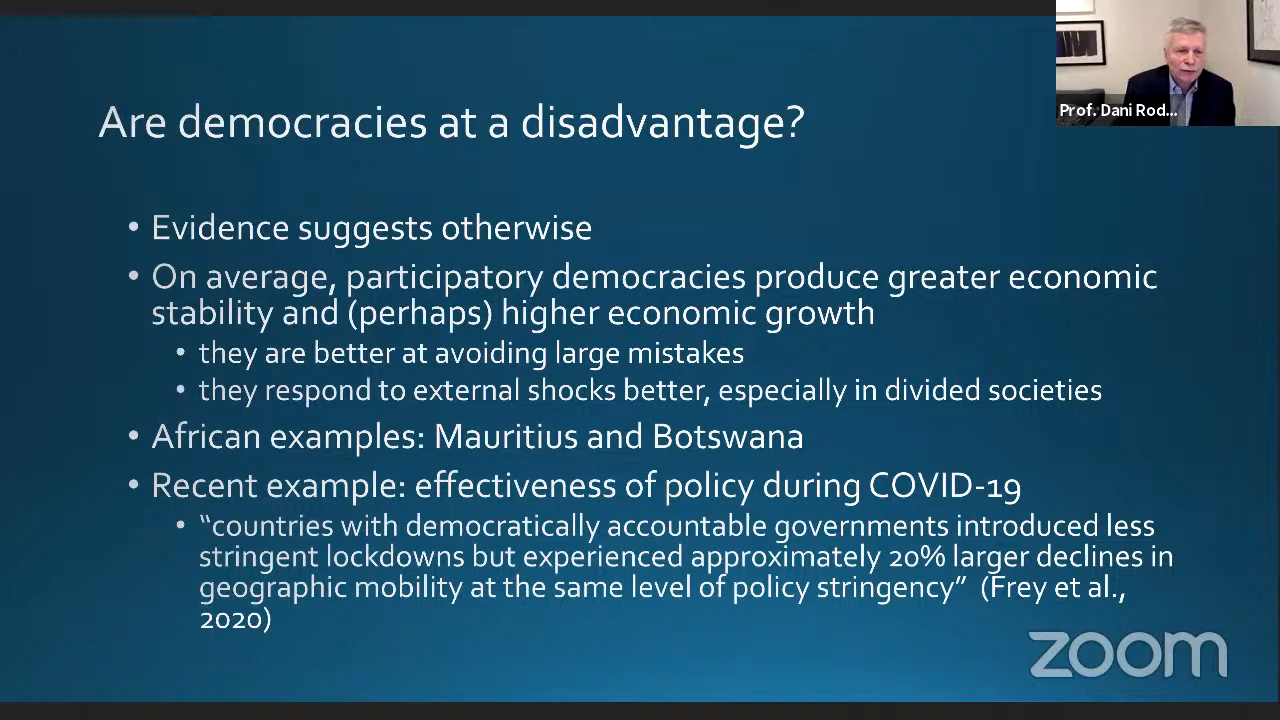 Prof. Dani Rod...
Are democracies at a disadvantage?
• Evidence suggests otherwise
• On average, participatory democracies produce greater economic
stability and (perhaps) higher economic growth
• they are better at avoiding large mistakes
• they respond to external shocks better, especially in divided societies
• African examples: Mauritius and Botswana
• Recent example: effectiveness of policy during COVID-19
• “countries with democratically accountable governments introduced less
stringent lockdowns but experienced approximately 20% larger declines in
geographic mobility at the same level of policy stringency” (Frey et al.,
2020)
zoom